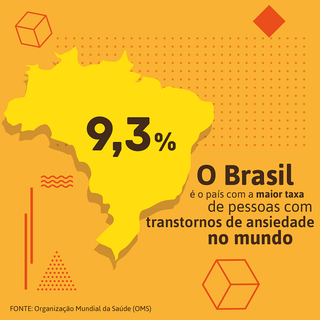 9,3%
O Brasil
é o país com a maior taxa
de pessoas com
transtornos de ansiedade
no mundo
FONTE: Organização Mundial da Saúde (OMS)